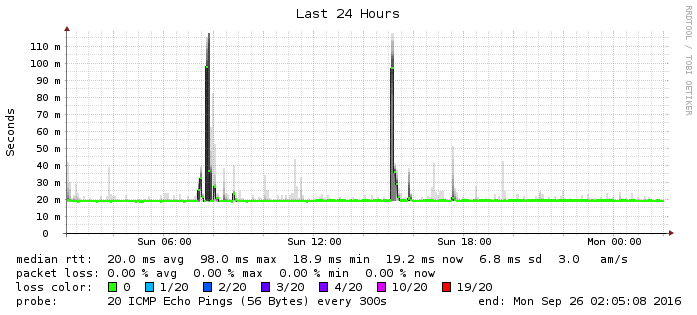 Last 24 Hours
RRDTOOL / TOBI OETIKER
Seconds
110 m
100 m
90 m
80 m
70 m
60 m
50 m
40 m
30 m
20 m
10 m
0
Sun 06:00 Sun 12:00 Sun 18:00 Mon 00:00
median rtt: 20.0 ms avg 98.0 ms max 18.9 ms min 19.2 ms now 6.8 ms sd 3.0 am/s
packet loss: 0.00 % avg 0.00 % max 0.00 % min 0.00 % now
loss color: 0 1/20 2/20 3/20 4/20 10/20 19/20
probe: 20 ICMP Echo Pings (56 Bytes) every 300s end: Mon Sep 26 02:05:08 2016